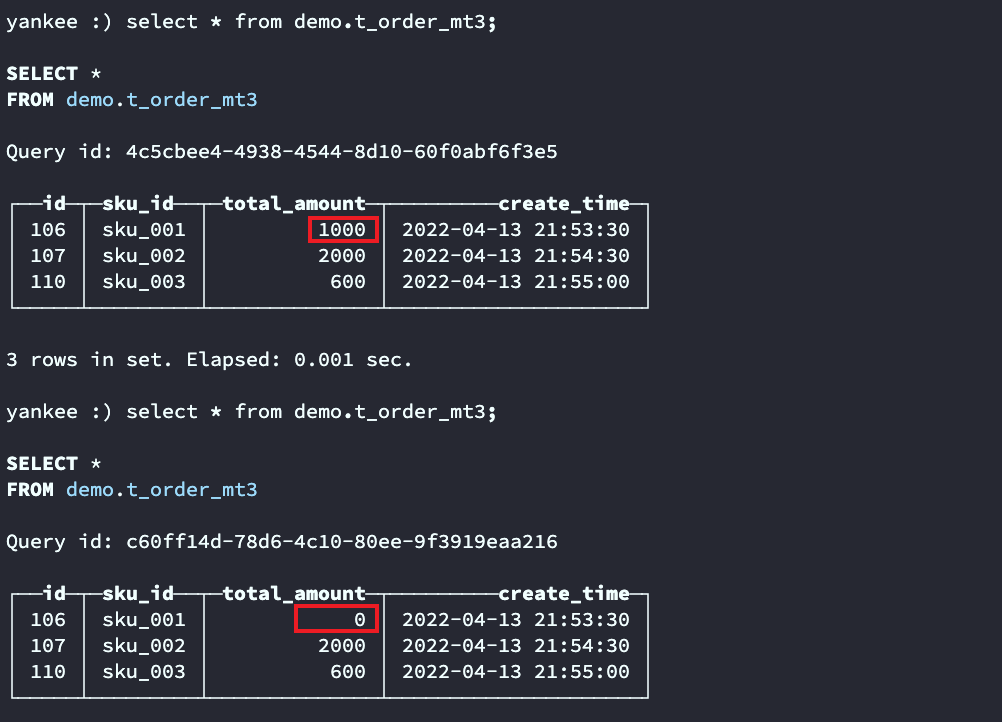 yankee :) select * from demo.t_order_mt3;
SELECT *
FROM demo.t_order_mt3
Query id: 4c5cbee4-4938-4544-8d10-60f0abf6f3e5
id sku_id total_amount create_time
106 sku_001 1000 2022-04-13 21:53:30
107 sku_002 2000 2022-04-13 21:54:30
110 sku_003 600 2022-04-13 21:55:00
3 rows in set. Elapsed: 0.001 sec.
yankee :) select * from demo.t_order_mt3;
SELECT *
FROM demo.t_order_mt3
Query id: c60ff14d-78d6-4c10-80ee-9f3919eaa216
id sku_id total_amount create_time
106 sku_001 0 2022-04-13 21:53:30
107 sku_002 2000 2022-04-13 21:54:30
110 sku_003 600 2022-04-13 21:55:00